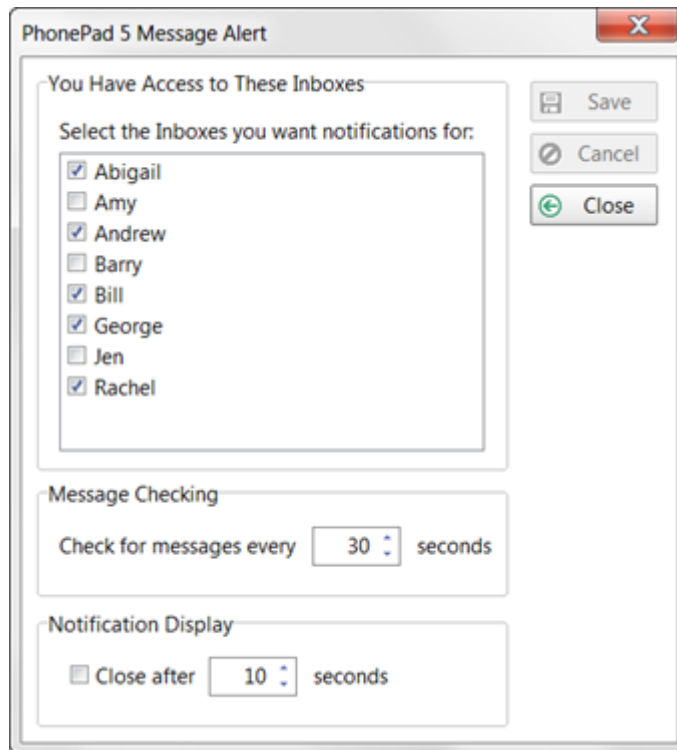 PhonePad 5 Message Alert
You Have Access to These Inboxes
Select the Inboxes you want notifications for:
Abigail
Amy
Andrew
Barry
Bill
George
Jen
Rachel
Save
Cancel
Close
Message Checking
Check for messages every 30 seconds
Notification Display
Close after 10 seconds